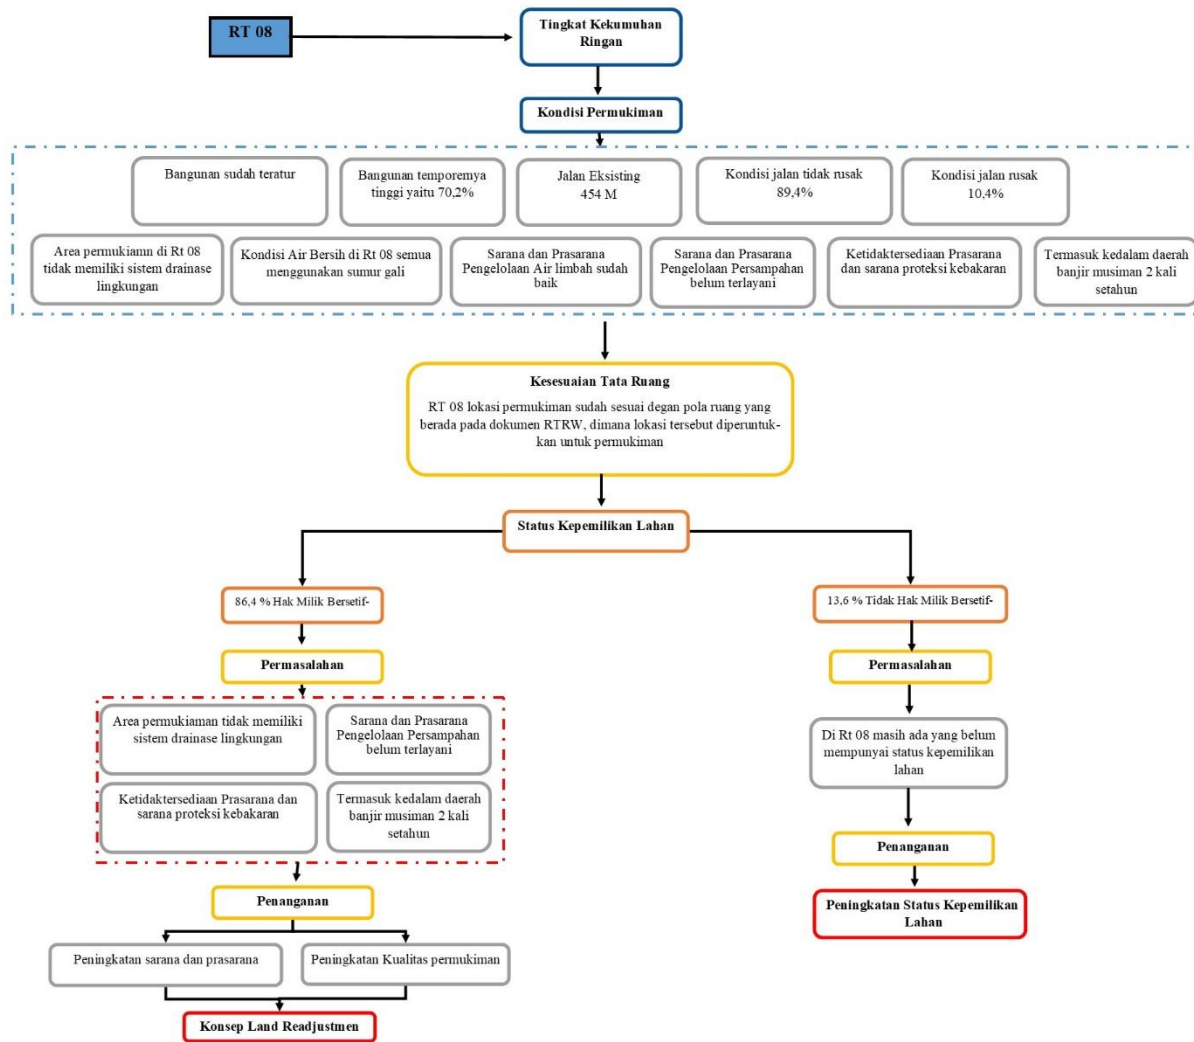 RT 08
Tingkat Kekumuhan
Ringan
Kondisi Permukiman
Bangunan sudah teratur
Bangunan temporernya
tinggi yaitu 70,2%
Jalan Eksisting
454 M
Kondisi jalan tidak rusak
89,4%
Kondisi jalan rusak
10,4%
Area permukiamn di Rt 08
tidak memiliki sistem drainase
lingkungan
Kondisi Air Bersih di Rt 08 semua
menggunakan sumur gali
Sarana dan Prasarana
Pengelolaan Air limbah sudah
baik
Sarana dan Prasarana
Pengelolaan Persampahan
belum terlayani
Ketidaktersediaan Prasarana
dan sarana proteksi kebakaran
Termasuk kedalam daerah
banjir musiman 2 kali
setahun
Kesesuaian Tata Ruang
RT 08 lokasi permukiman sudah sesuai degan pola ruang yang
berada pada dokumen RTRW, dimana lokasi tersebut diperuntuk-
kan untuk permukiman
Status Kepemilikan Lahan
86,4 % Hak Milik Bersetif-
13,6 % Tidak Hak Milik Bersetif-
Permasalahan
Permasalahan
Area permukiaman tidak memiliki
sistem drainase lingkungan
Sarana dan Prasarana
Pengelolaan Persampahan
belum terlayani
Ketidaktersediaan Prasarana dan
sarana proteksi kebakaran
Termasuk kedalam daerah
banjir musiman 2 kali
setahun
Di Rt 08 masih ada yang belum
mempunyai status kepemilikan
lahan
Penanganan
Penanganan
Peningkatan sarana dan prasarana
Peningkatan Kualitas permukiman
Peningkatan Status Kepemilikan
Lahan
Konsep Land Readjustmen